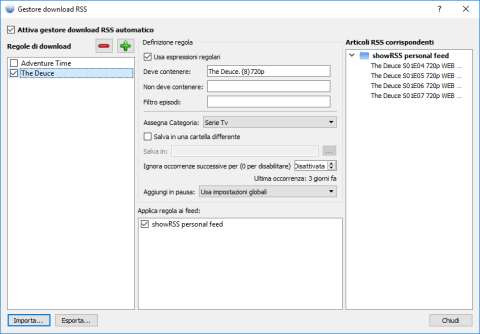 Gestore download RSS
Attiva gestore download RSS automatico
Regole di download
Adventure Time
The Deuce
Definizione regola
Usa espressioni regolari
Deve contenere: The Deuce. {8}720p
Non deve contenere:
Filtro episodi:
Assegna Categoria: Serie Tv
Salva in una cartella differente
Salva in: ...
Ignora occorrenze successive per (0 per disabilitare) Disattivata
Ultima occorrenza: 3 giorni fa
Aggiungi in pausa: Usa impostazioni globali
Applica regola ai feed:
showRSS personal feed
Articoli RSS corrispondenti
showRSS personal feed
The Deuce S01E04 720p WEB ...
The Deuce S01E05 720p WEB ...
The Deuce S01E06 720p WEB ...
The Deuce S01E07 720p WEB ...
Importa... Esporta... Chiudi